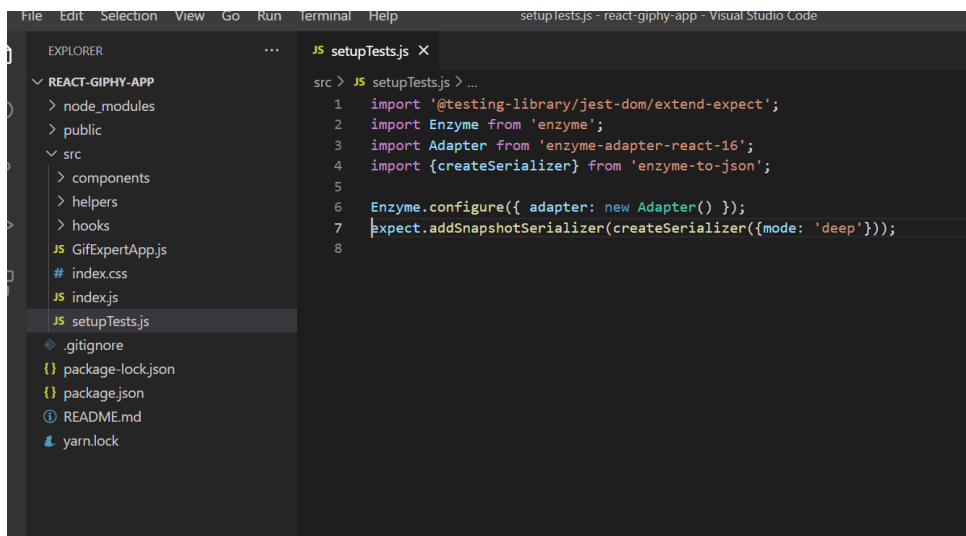 File Edit Selection View Go Run Terminal Help setupTests.js - react-giphy-app - Visual Studio Code
EXPLORER ...
JS setupTests.js ×
REACT-GIPHY-APP
> node_modules
> public
src
> components
> helpers
> hooks
JS GifExpertApp.js
# index.css
JS index.js
JS setupTests.js
.gitignore
{} package-lock.json
{} package.json
README.md
yarn.lock
src > JS setupTests.js > ...
1 import '@testing-library/jest-dom/extend-expect';
2 import Enzyme from 'enzyme';
3 import Adapter from 'enzyme-adapter-react-16';
4 import {createSerializer} from 'enzyme-to-json';
5
6 Enzyme.configure({ adapter: new Adapter() });
7 expect.addSnapshotSerializer(createSerializer({mode: 'deep'}));
8